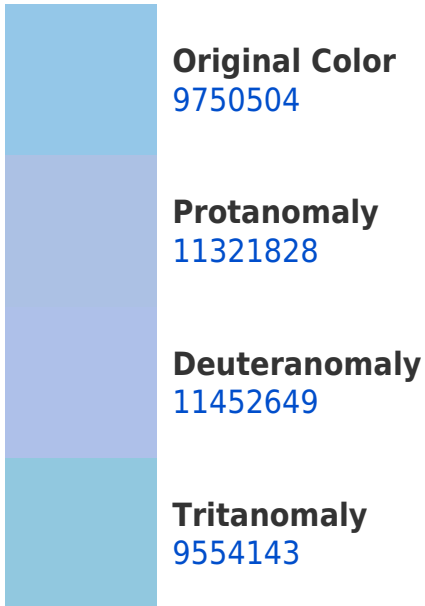 Original Color
9750504
Protanomaly
11321828
Deuteranomaly
11452649
Tritanomaly
9554143